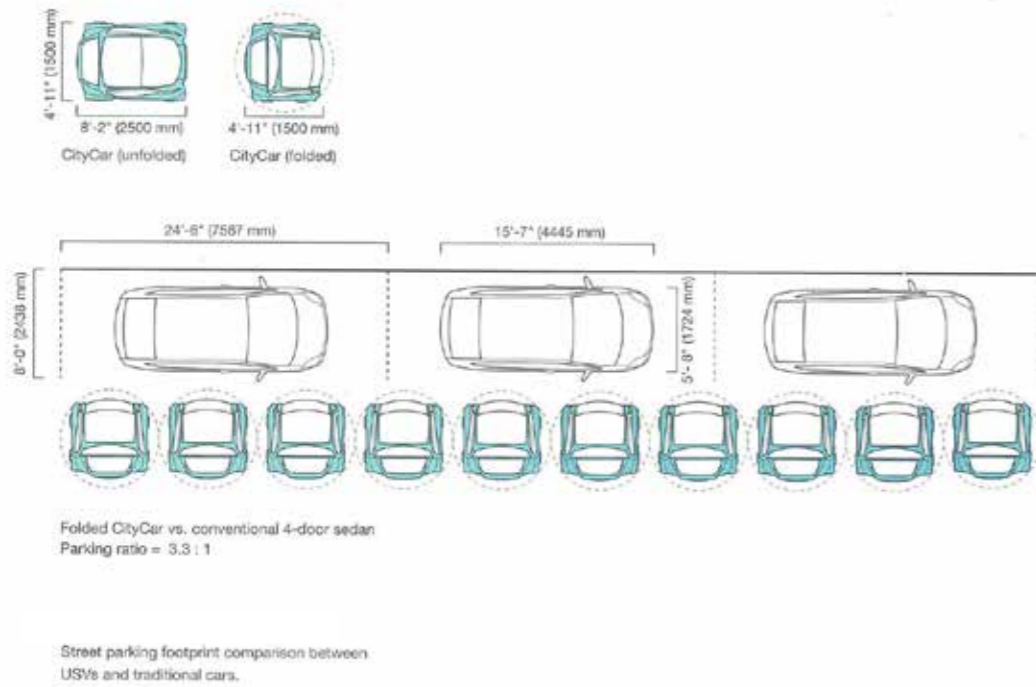 4'-11" (1500 mm)
8'-2" (2500 mm)
4'-11" (1500 mm)
CityCar (unfolded)
CityCar (folded)
24'-6" (7567 mm)
15'-7" (4445 mm)
8'-0" (2438 mm)
5'-8" (1724 mm)
Folded CityCar vs. conventional 4-door sedan
Parking ratio = 3.3 : 1
Street parking footprint comparison between
USVs and traditional cars.